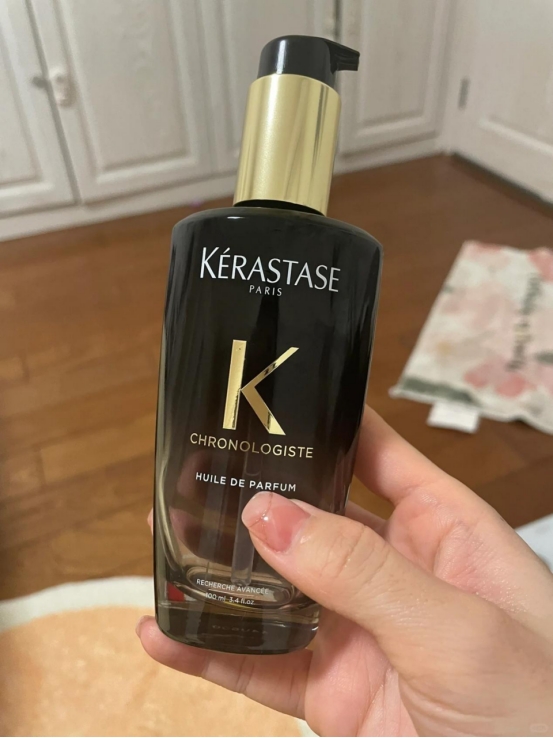 KÉRASTASE
PARIS
K
CHRONOLOGISTE
HUILE DE PARFUM
RECHERCHE AVANCÉE
100 ml 3.4 fl.oz.